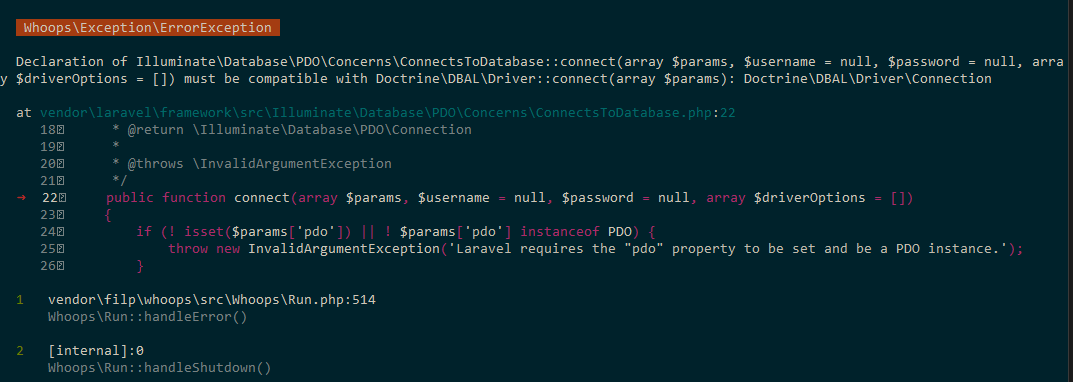 Whoops\Exception\ErrorException
Declaration of Illuminate\Database\PDO\Concerns\ConnectsToDatabase::connect(array $params, $username = null, $password = null, arra
y $driverOptions = []) must be compatible with Doctrine\DBAL\Driver::connect(array $params): Doctrine\DBAL\Driver\Connection
at vendor\laravel\framework\src\Illuminate\Database\PDO\Concerns\ConnectsToDatabase.php:22
18 * @return \Illuminate\Database\PDO\Connection
19 *
20 * @throws \InvalidArgumentException
21 */
➜ 22 public function connect(array $params, $username = null, $password = null, array $driverOptions = [])
23 {
24 if (! isset($params['pdo']) || ! $params['pdo'] instanceof PDO) {
25 throw new InvalidArgumentException('Laravel requires the "pdo" property to be set and be a PDO instance.');
26 }
1 vendor\filp\whoops\src\Whoops\Run.php:514
Whoops\Run::handleError()
2 [internal]:0
Whoops\Run::handleShutdown()